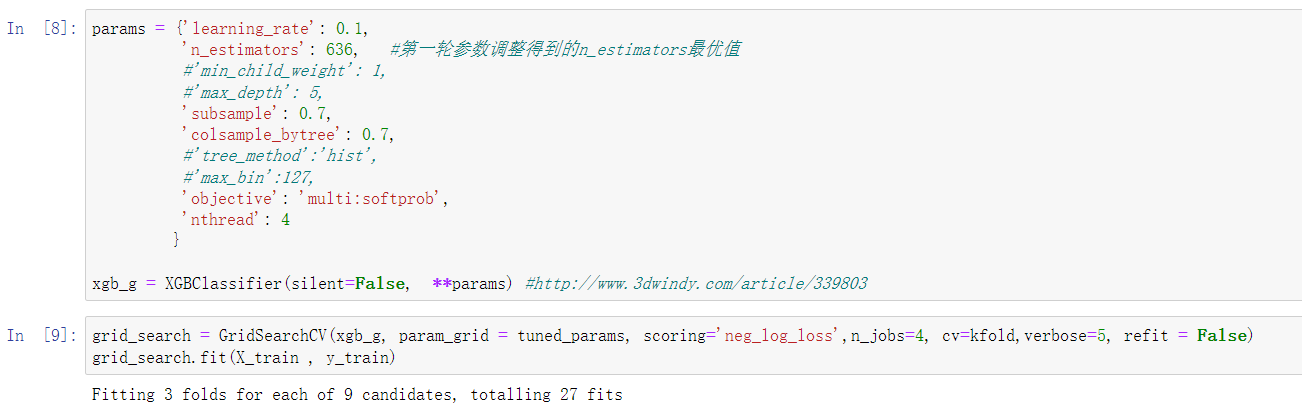 In [8]: params = {'learning_rate': 0.1,
'n_estimators': 636, #第一轮参数调整得到的n_estimators最优值
#'min_child_weight': 1,
#'max_depth': 5,
'subsample': 0.7,
'colsample_bytree': 0.7,
#'tree_method':'hist',
#'max_bin':127,
'objective': 'multi:softprob',
'nthread': 4
}
xgb_g = XGBClassifier(silent=False, **params) #http://www.3dwindy.com/article/339803
In [9]: grid_search = GridSearchCV(xgb_g, param_grid = tuned_params, scoring='neg_log_loss',n_jobs=4, cv=kfold,verbose=5, refit = False)
grid_search.fit(X_train , y_train)
Fitting 3 folds for each of 9 candidates, totalling 27 fits